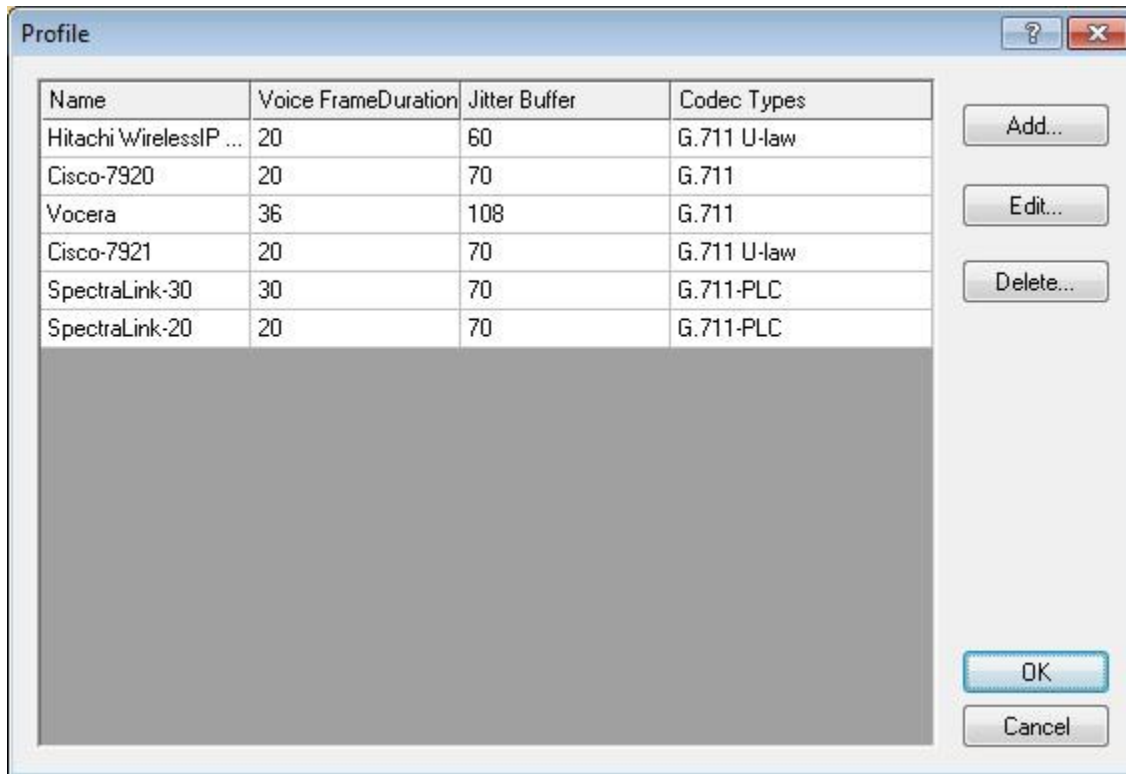 Profile
Name Voice FrameDuration Jitter Buffer Codec Types
Hitachi WirelessIP ... 20 60 G.711 U-law
Cisco-7920 20 70 G.711
Vocera 36 108 G.711
Cisco-7921 20 70 G.711 U-law
SpectraLink-30 30 70 G.711-PLC
SpectraLink-20 20 70 G.711-PLC
Add...
Edit...
Delete...
OK
Cancel